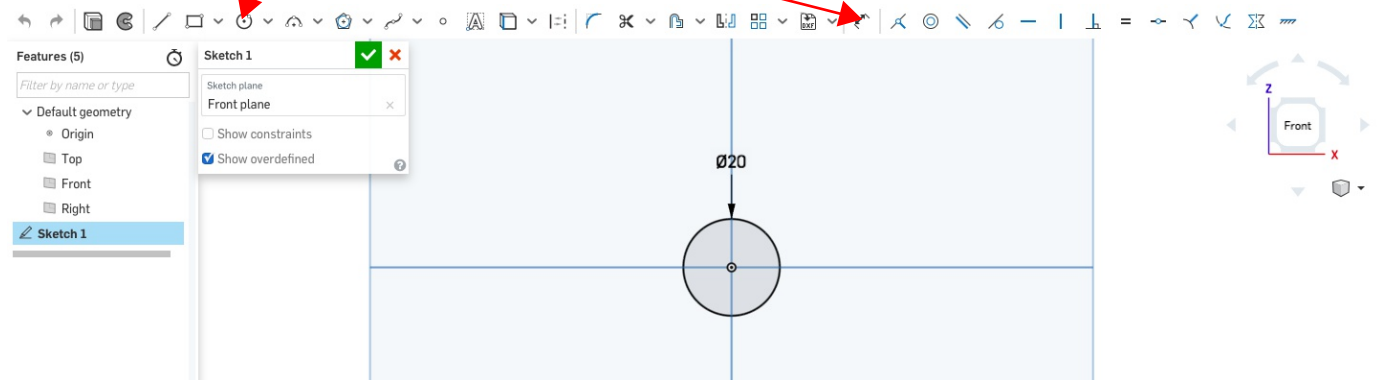 A
DXF
Features (5)
Sketch 1
Filter by name or type
Sketch plane
Front plane
Default geometry
Origin
Show constraints
Top
Show overdefined
Front
Right
Sketch 1
Ø20
Z
Front
X